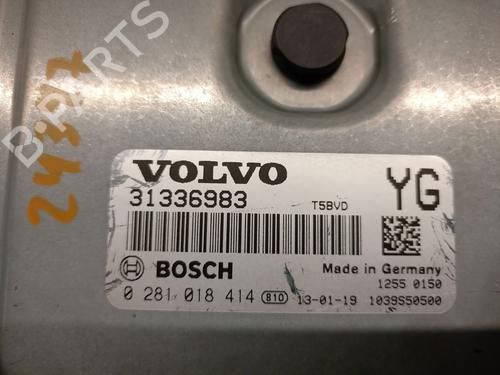 B-PARTS
VOLVO
31336983
T5BVD
YG
BOSCH
Made in Germany
1255 0150
0 281 018 414 810 13-01-19 1039S50500